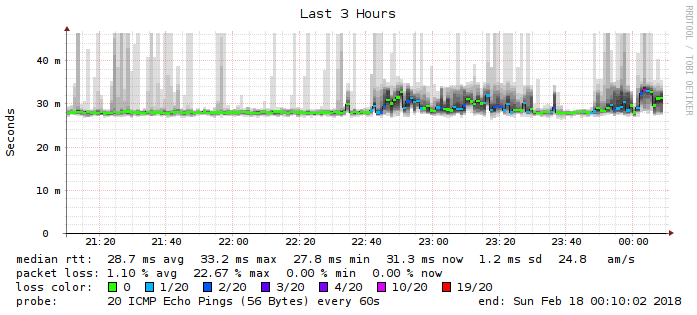 Last 3 Hours
RRDTOOL / TOBI OETIKER
Seconds
40 m
30 m
20 m
10 m
0
21:20 21:40 22:00 22:20 22:40 23:00 23:20 23:40 00:00
median rtt: 28.7 ms avg 33.2 ms max 27.8 ms min 31.3 ms now 1.2 ms sd 24.8 am/s
packet loss: 1.10 % avg 22.67 % max 0.00 % min 0.00 % now
loss color: 0 1/20 2/20 3/20 4/20 10/20 19/20
probe: 20 ICMP Echo Pings (56 Bytes) every 60s end: Sun Feb 18 00:10:02 2018